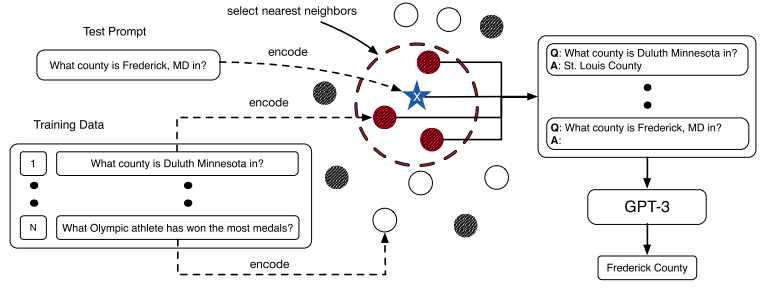 select nearest neighbors
Test Prompt
encode
What county is Frederick, MD in?
X
encode
Training Data
1
What county is Duluth Minnesota in?
N
What Olympic athlete has won the most medals?
encode
Q: What county is Duluth Minnesota in?
A: St. Louis County
Q: What county is Frederick, MD in?
A:
GPT-3
Frederick County